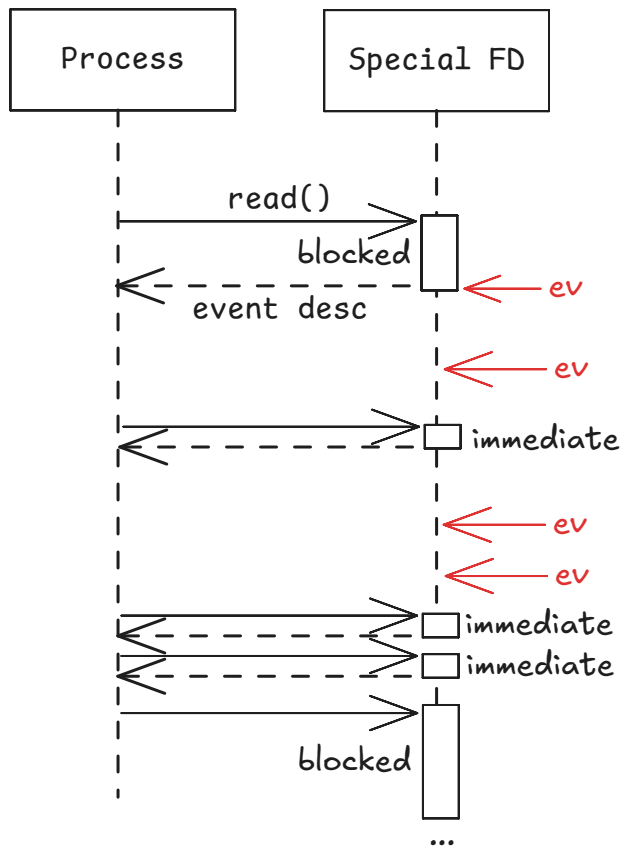 Process
Special FD
read()
blocked
ev
event desc
ev
immediate
ev
ev
immediate
immediate
blocked
...